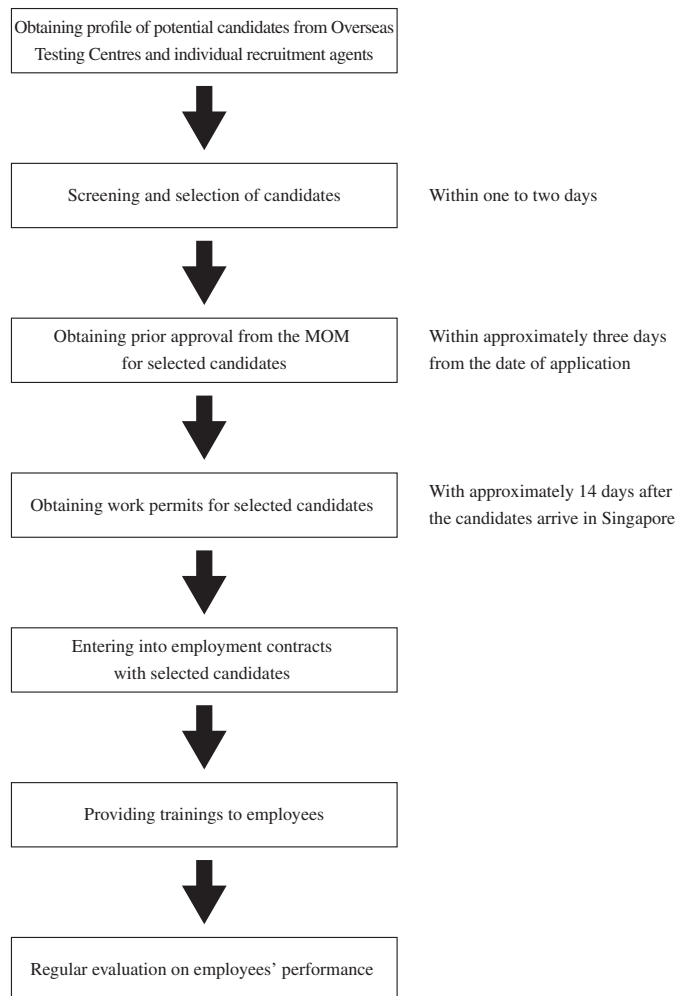 Obtaining profile of potential candidates from Overseas
Testing Centres and individual recruitment agents
Screening and selection of candidates
Within one to two days
Obtaining prior approval from the MOM
for selected candidates
Within approximately three days
from the date of application
Obtaining work permits for selected candidates
With approximately 14 days after
the candidates arrive in Singapore
Entering into employment contracts
with selected candidates
Providing trainings to employees
Regular evaluation on employees’ performance